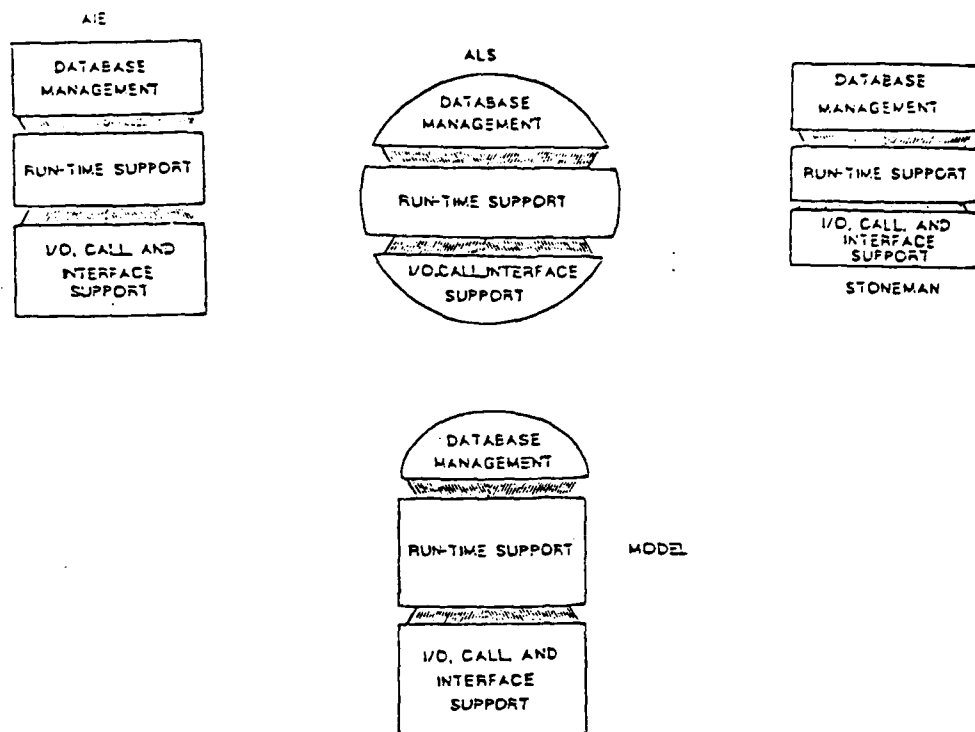 AIE
DATABASE
MANAGEMENT
RUN-TIME SUPPORT
I/O, CALL AND
INTERFACE
SUPPORT
ALS
DATABASE
MANAGEMENT
RUN-TIME SUPPORT
I/O,CALL,INTERFACE
SUPPORT
DATABASE
MANAGEMENT
RUN-TIME SUPPORT
I/O, CALL, AND
INTERFACE
SUPPORT
STONEMAN
DATABASE
MANAGEMENT
RUN-TIME SUPPORT
MODEL
I/O, CALL AND
INTERFACE
SUPPORT